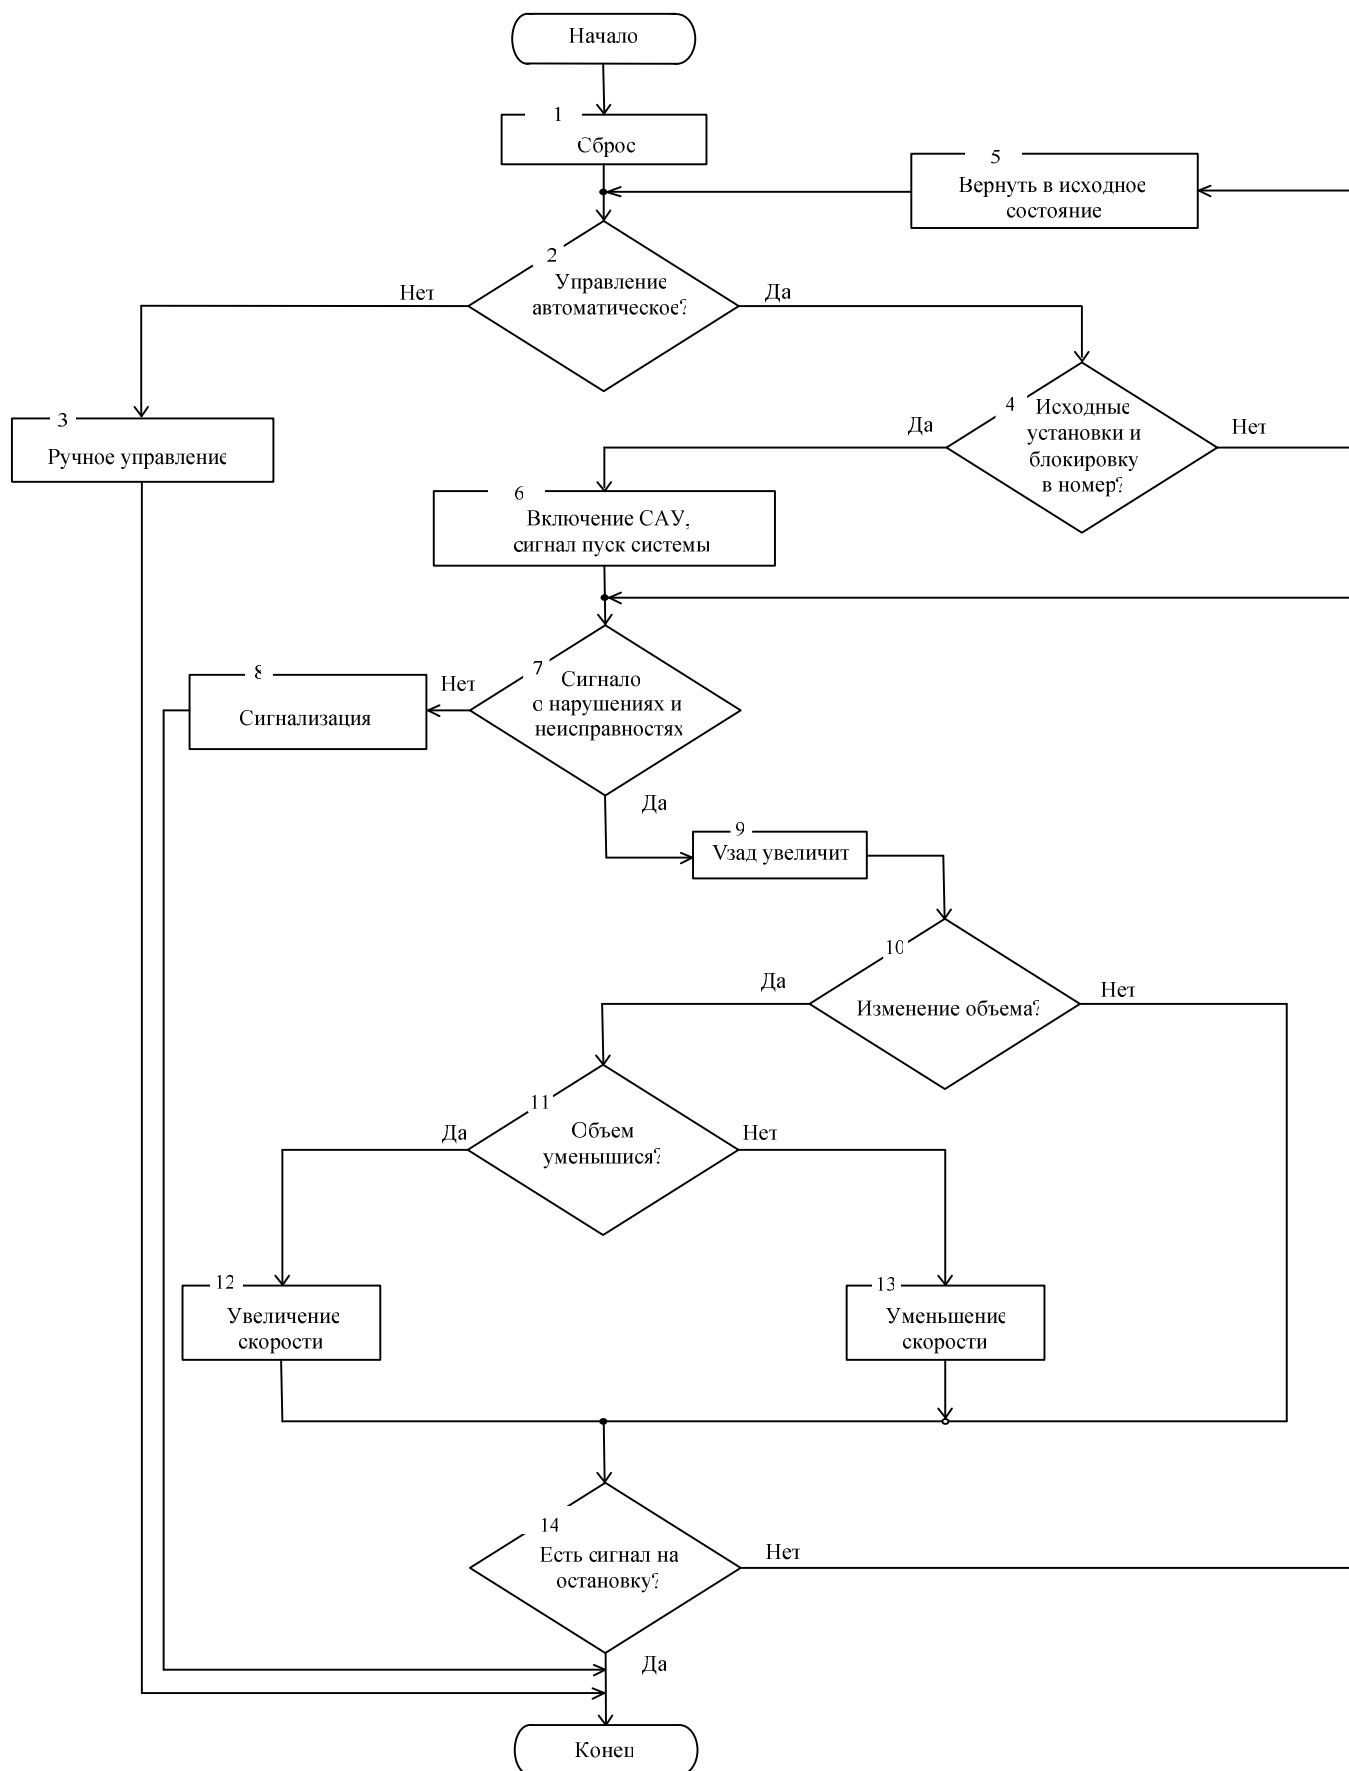 Начало
1
Сброс
5
Вернуть в исходное
состояние
2
Управление
автоматическое?
Нет
Да
3
Ручное управление
4
Исходные
установки и
блокировку
в номер?
Да
Нет
6
Включение САУ,
сигнал пуск системы
7
Сигнало
о нарушениях и
неисправностях
Нет
8
Сигнализация
Да
9
Vзад увеличит
10
Изменение объема?
Да
Нет
11
Объем
уменышися?
Да
Нет
12
Увеличение
скорости
13
Уменьшение
скорости
14
Есть сигнал на
остановку?
Нет
Да
Конец